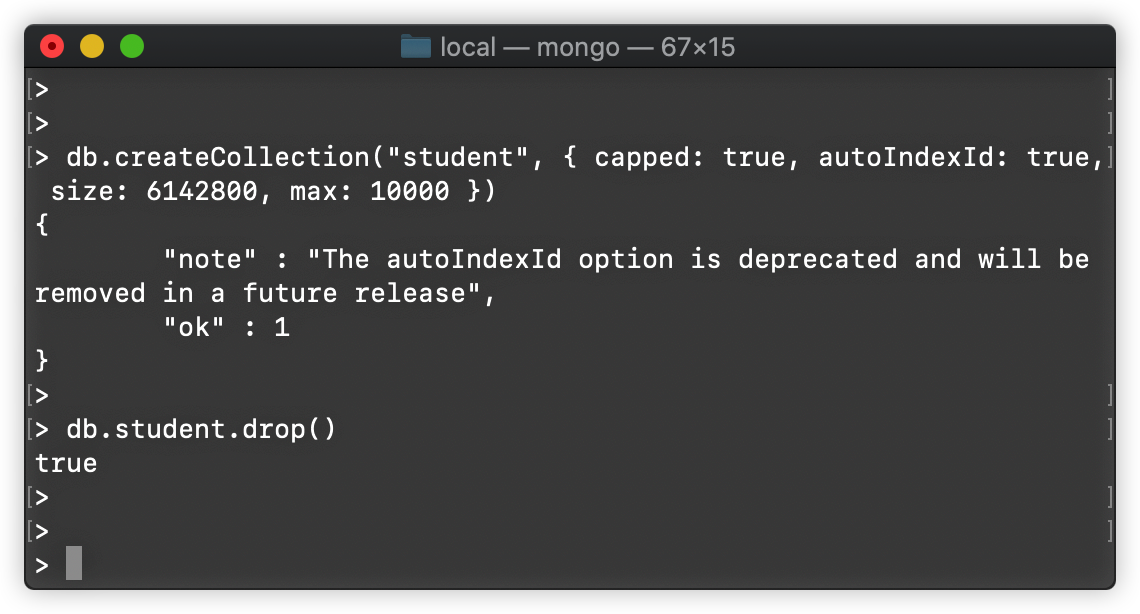 local — mongo — 67×15
[> ]
[> ]
[> db.createCollection("student", { capped: true, autoIndexId: true,]
 size: 6142800, max: 10000 })
{
        "note" : "The autoIndexId option is deprecated and will be
removed in a future release",
        "ok" : 1
}
[> ]
[> db.student.drop() ]
true
[> ]
[> ]
>